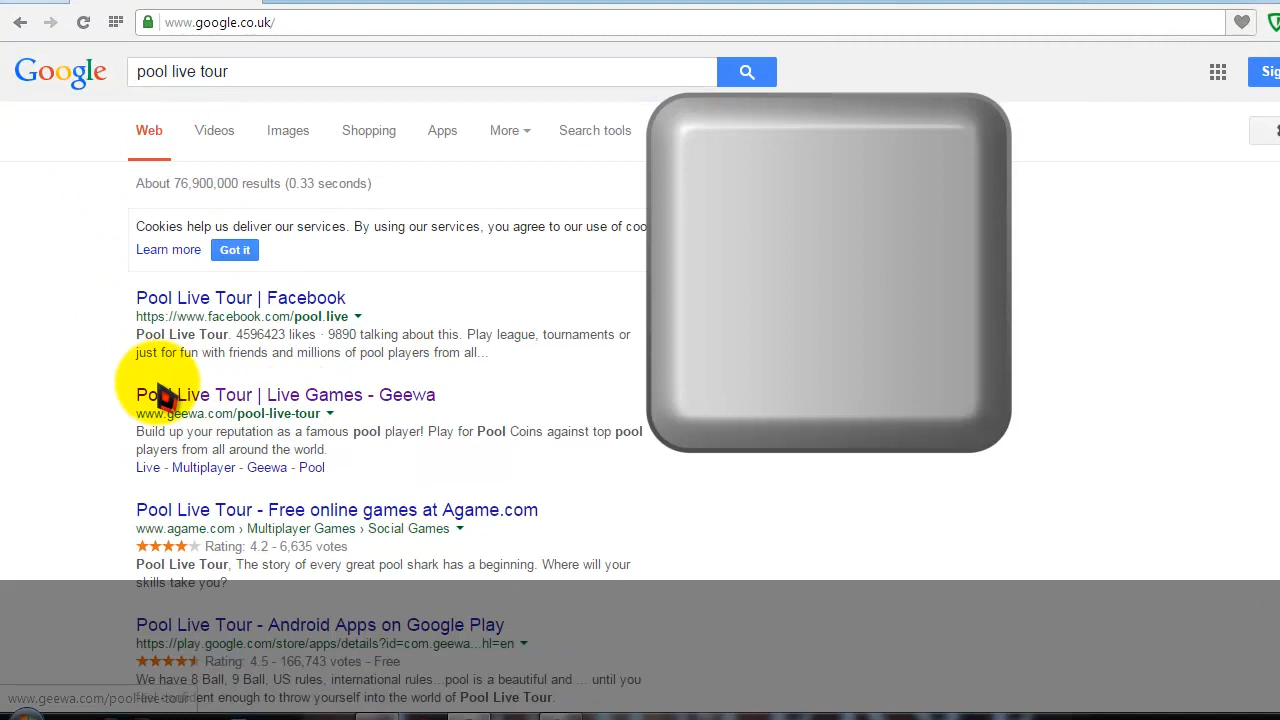 www.google.co.uk/
Google pool live tour Sig
Web Videos Images Shopping Apps More Search tools
About 76,900,000 results (0.33 seconds)
Cookies help us deliver our services. By using our services, you agree to our use of coo
Learn more Got it
Pool Live Tour | Facebook
https://www.facebook.com/pool.live
Pool Live Tour. 4596423 likes · 9890 talking about this. Play league, tournaments or
just for fun with friends and millions of pool players from all...
Pool Live Tour | Live Games - Geewa
www.geewa.com/pool-live-tour
Build up your reputation as a famous pool player! Play for Pool Coins against top pool
players from all around the world.
Live - Multiplayer - Geewa - Pool
Pool Live Tour - Free online games at Agame.com
www.agame.com › Multiplayer Games › Social Games
Rating: 4.2 - 6,635 votes
Pool Live Tour, The story of every great pool shark has a beginning. Where will your
skills take you?
Pool Live Tour - Android Apps on Google Play
https://play.google.com/store/apps/details?id=com.geewa...hl=en
Rating: 4.5 - 166,743 votes - Free
We have 8 Ball, 9 Ball, US rules, international rules...pool is a beautiful and ... until you
enough to throw yourself into the world of Pool Live Tour.
www.geewa.com/pool-live-tour